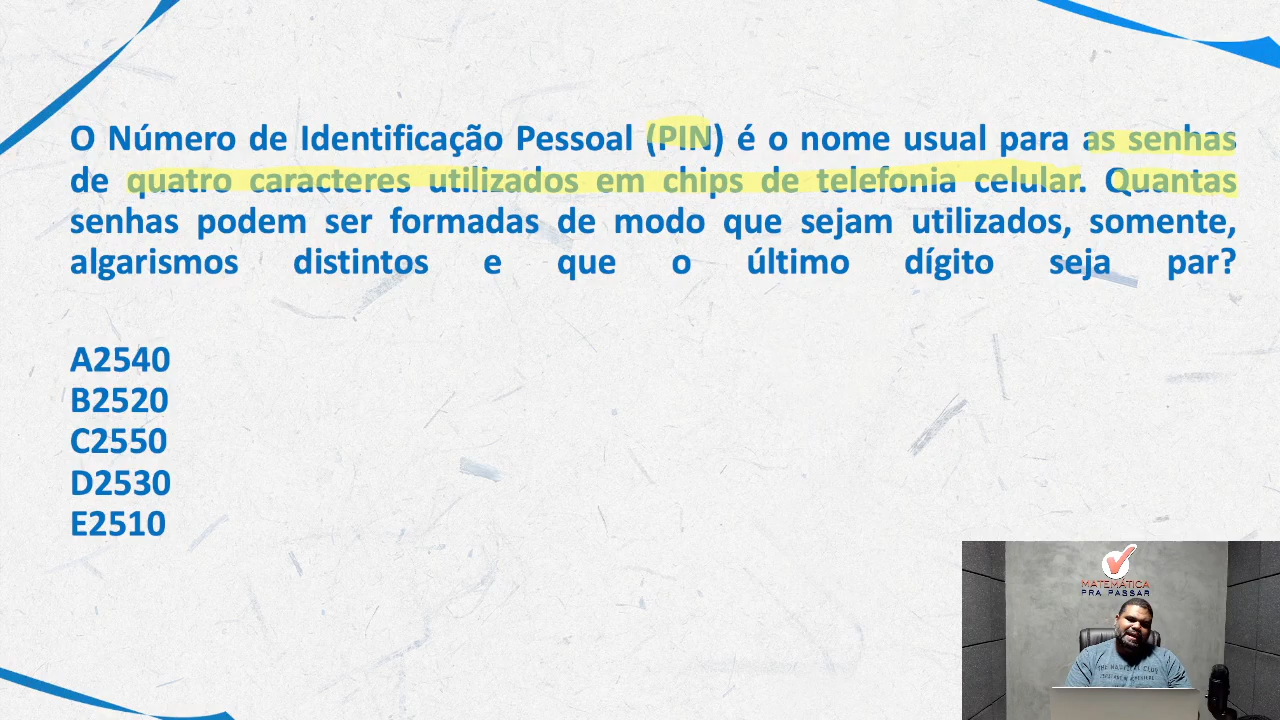 O Número de Identificação Pessoal (PIN) é o nome usual para as senhas
de quatro caracteres utilizados em chips de telefonia celular. Quantas
senhas podem ser formadas de modo que sejam utilizados, somente,
algarismos distintos e que o último dígito seja par?
A2540
B2520
C2550
D2530
E2510
MATEMÁTICA
PRA PASSAR